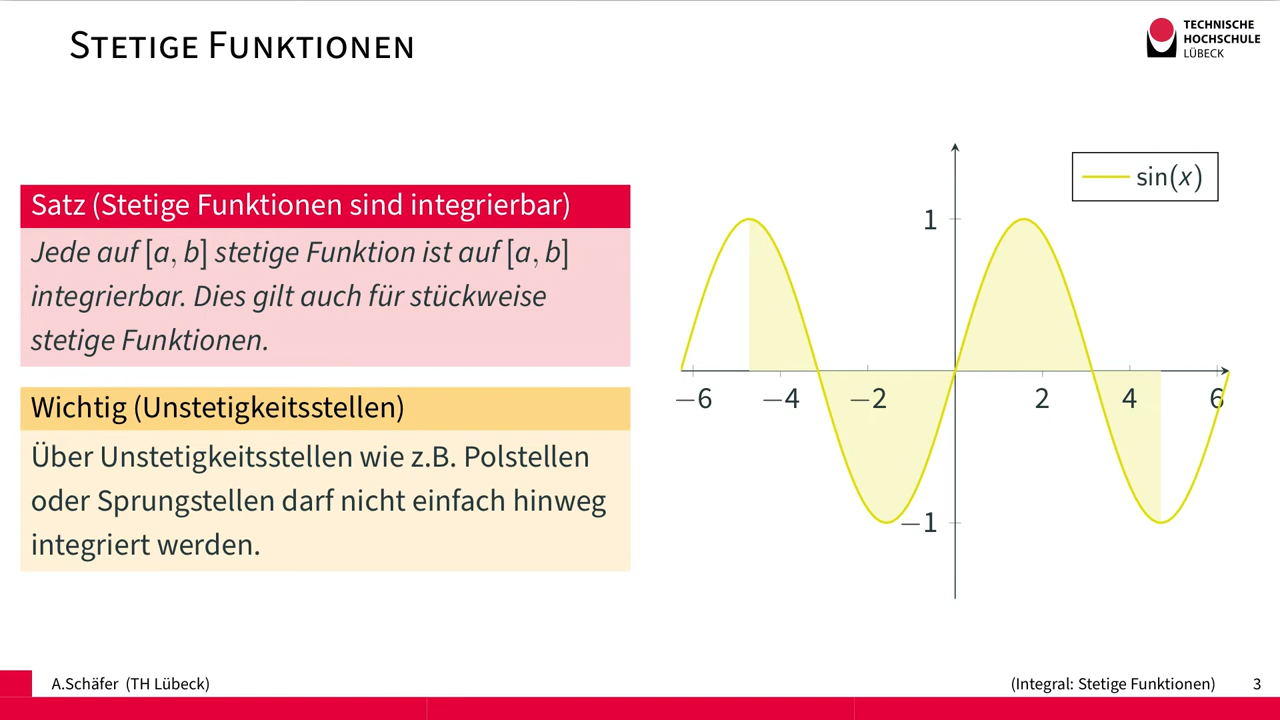 STETIGE FUNKTIONEN
TECHNISCHE
HOCHSCHULE
LÜBECK
Satz (Stetige Funktionen sind integrierbar)
Jede auf [a, b] stetige Funktion ist auf [a, b]
integrierbar. Dies gilt auch für stückweise
stetige Funktionen.
Wichtig (Unstetigkeitsstellen)
Über Unstetigkeitsstellen wie z.B. Polstellen
oder Sprungstellen darf nicht einfach hinweg
integriert werden.
sin(x)
1
−6 −4 −2 2 4 6
−1
A.Schäfer (TH Lübeck)
(Integral: Stetige Funktionen) 3